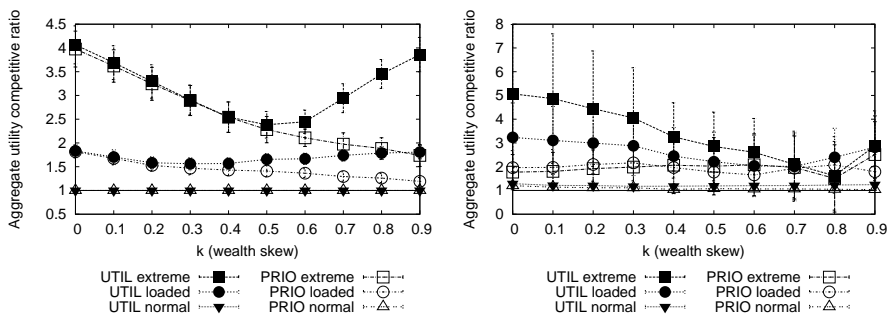 Aggregate utility competitive ratio
4.5
4
3.5
3
2.5
2
1.5
1
0.5
0 0.1 0.2 0.3 0.4 0.5 0.6 0.7 0.8 0.9
k (wealth skew)
UTIL extreme PRIO extreme
UTIL loaded PRIO loaded
UTIL normal PRIO normal
Aggregate utility competitive ratio
8
7
6
5
4
3
2
1
0
0 0.1 0.2 0.3 0.4 0.5 0.6 0.7 0.8 0.9
k (wealth skew)
UTIL extreme PRIO extreme
UTIL loaded PRIO loaded
UTIL normal PRIO normal